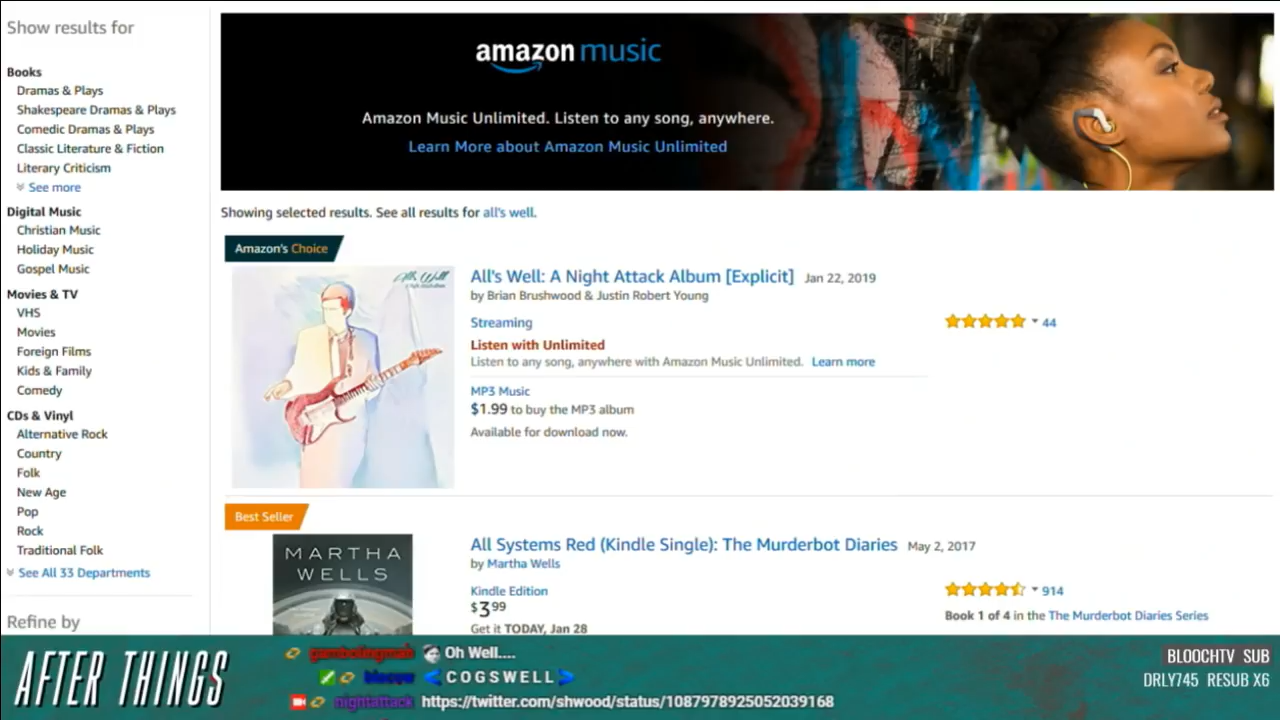 Show results for
Books
Dramas & Plays
Shakespeare Dramas & Plays
Comedic Dramas & Plays
Classic Literature & Fiction
Literary Criticism
See more
Digital Music
Christian Music
Holiday Music
Gospel Music
Movies & TV
VHS
Movies
Foreign Films
Kids & Family
Comedy
CDs & Vinyl
Alternative Rock
Country
Folk
New Age
Pop
Rock
Traditional Folk
See All 33 Departments
Refine by
amazon music
Amazon Music Unlimited. Listen to any song, anywhere.
Learn More about Amazon Music Unlimited
Showing selected results. See all results for all's well.
Amazon's Choice
All's Well
All's Well: A Night Attack Album [Explicit] Jan 22, 2019
by Brian Brushwood & Justin Robert Young
Streaming
44
Listen with Unlimited
Listen to any song, anywhere with Amazon Music Unlimited. Learn more
MP3 Music
$1.99 to buy the MP3 album
Available for download now.
Best Seller
MARTHA
WELLS
All Systems Red (Kindle Single): The Murderbot Diaries May 2, 2017
by Martha Wells
Kindle Edition
914
$3.99
Book 1 of 4 in the The Murderbot Diaries Series
Get it TODAY, Jan 28
AFTER THINGS
Oh Well....
COGSWELL
nightattack https://twitter.com/shwood/status/1087978925052039168
BLOOCHTV SUB
DRLY745 RESUB X6